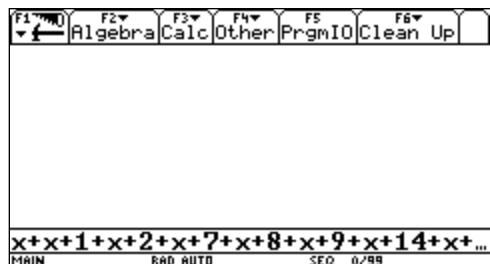 F1 F2 F3 F4 F5 F6
Algebra Calc Other PrgmIO Clean Up
x+x+1+x+2+x+7+x+8+x+9+x+14+x+…
MAIN RAD AUTO SEQ 0/99